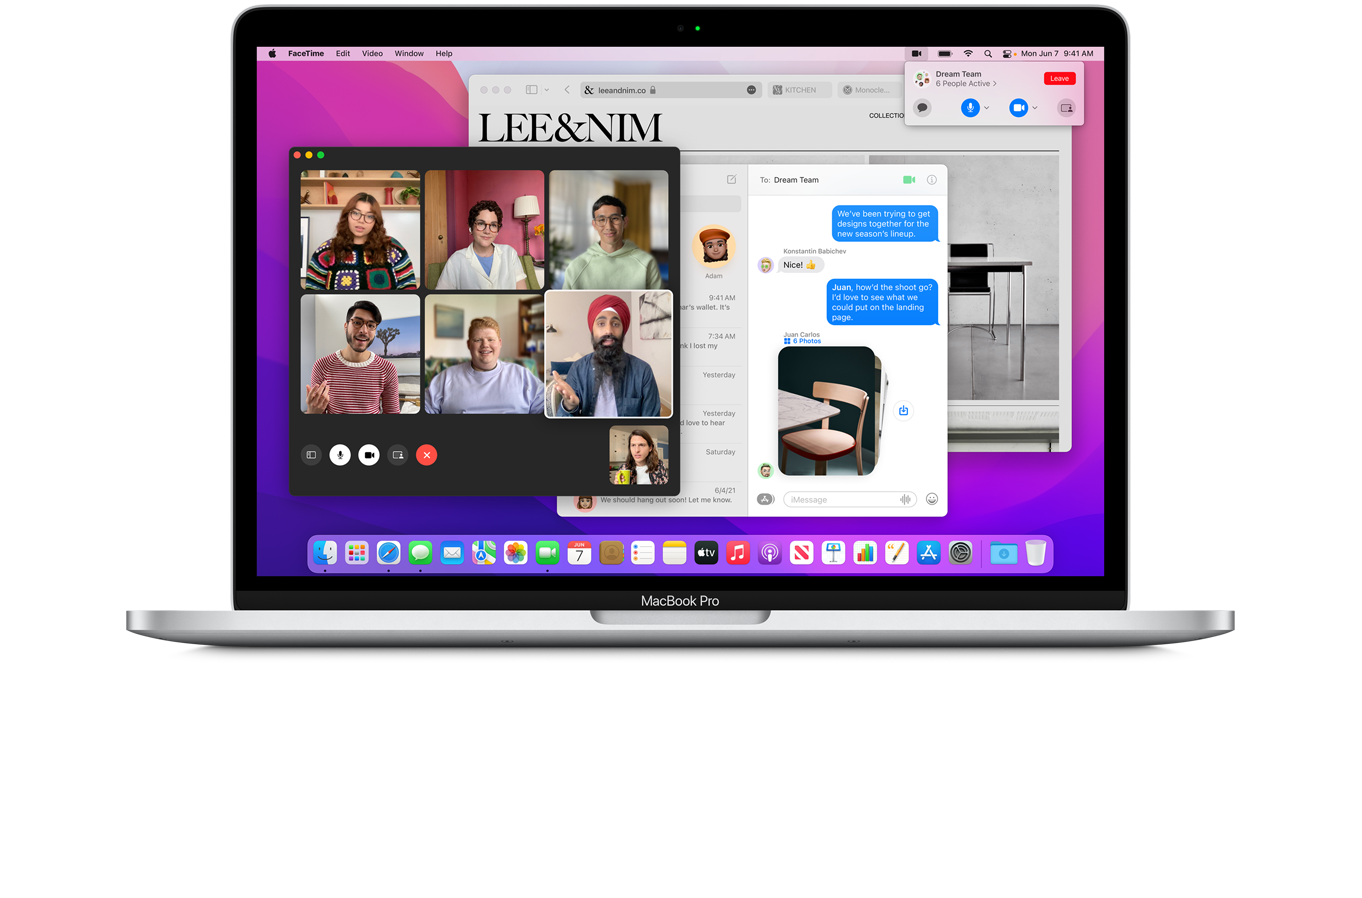 FaceTime Edit Video Window Help
Mon Jun 7 9:41 AM
Dream Team
6 People Active >
Leave
leeandnim.co
KITCHEN
Monocle...
LEE&NIM
COLLECTIO
To: Dream Team
We've been trying to get
designs together for the
new season's lineup.
Konstantin Babichev
Nice! 👍
Juan, how'd the shoot go?
I'd love to see what we
could put on the landing
page.
Juan Carlos
6 Photos
iMessage
Adam
9:41 AM
ar's wallet. It's
7:34 AM
nk I lost my
Yesterday
Yesterday
d love to hear
Saturday
6/4/21
We should hang out soon! Let me know.
JUN
7
tv
MacBook Pro